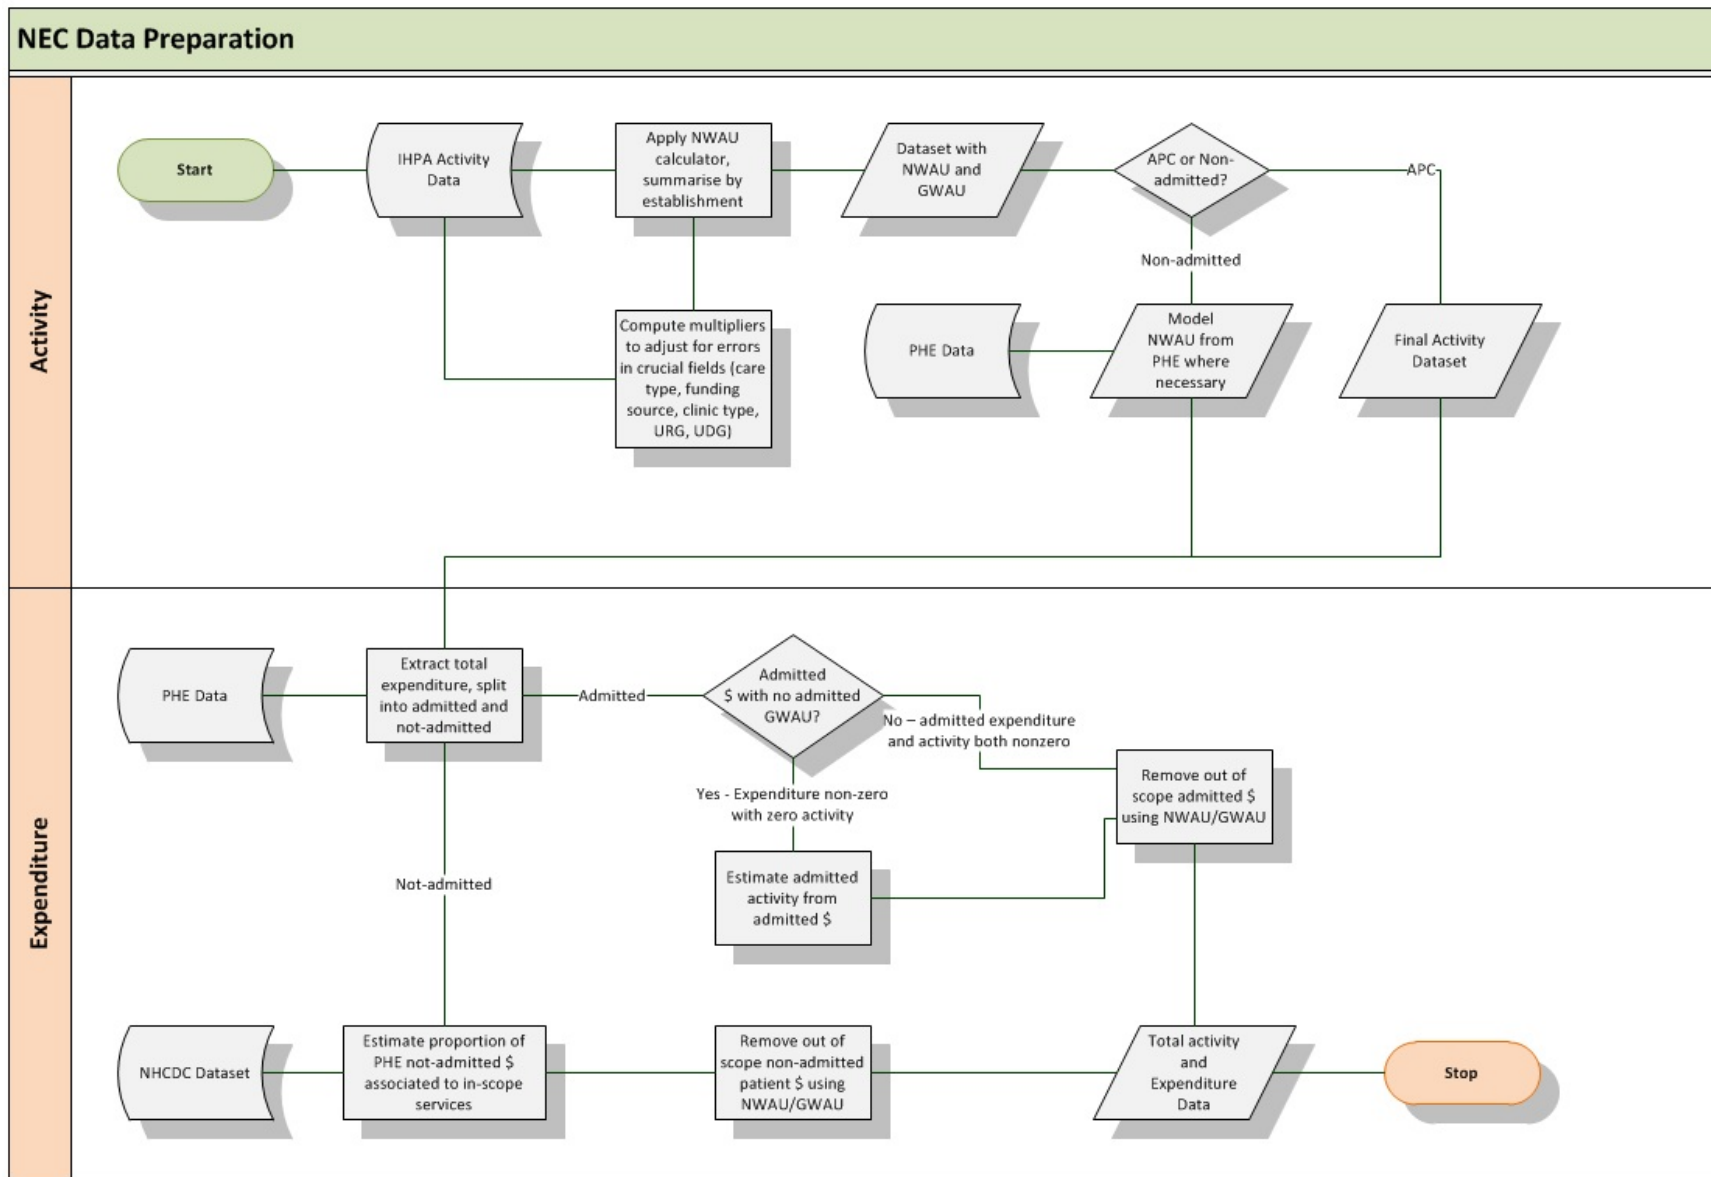 NEC Data Preparation
Activity
Start
IHPA Activity
Data
Apply NWAU
calculator,
summarise by
establishment
Dataset with
NWAU and
GWAU
APC or Non-
admitted?
APC
Non-admitted
Compute multipliers
to adjust for errors
in crucial fields (care
type, funding
source, clinic type,
URG, UDG)
PHE Data
Model
NWAU from
PHE where
necessary
Final Activity
Dataset
Expenditure
PHE Data
Extract total
expenditure, split
into admitted and
not-admitted
Admitted
Admitted
$ with no admitted
GWAU?
No – admitted expenditure
and activity both nonzero
Yes - Expenditure non-zero
with zero activity
Remove out of
scope admitted $
using NWAU/GWAU
Estimate admitted
activity from
admitted $
Not-admitted
NHCDC Dataset
Estimate proportion of
PHE not-admitted $
associated to in-scope
services
Remove out of
scope non-admitted
patient $ using
NWAU/GWAU
Total activity
and
Expenditure
Data
Stop